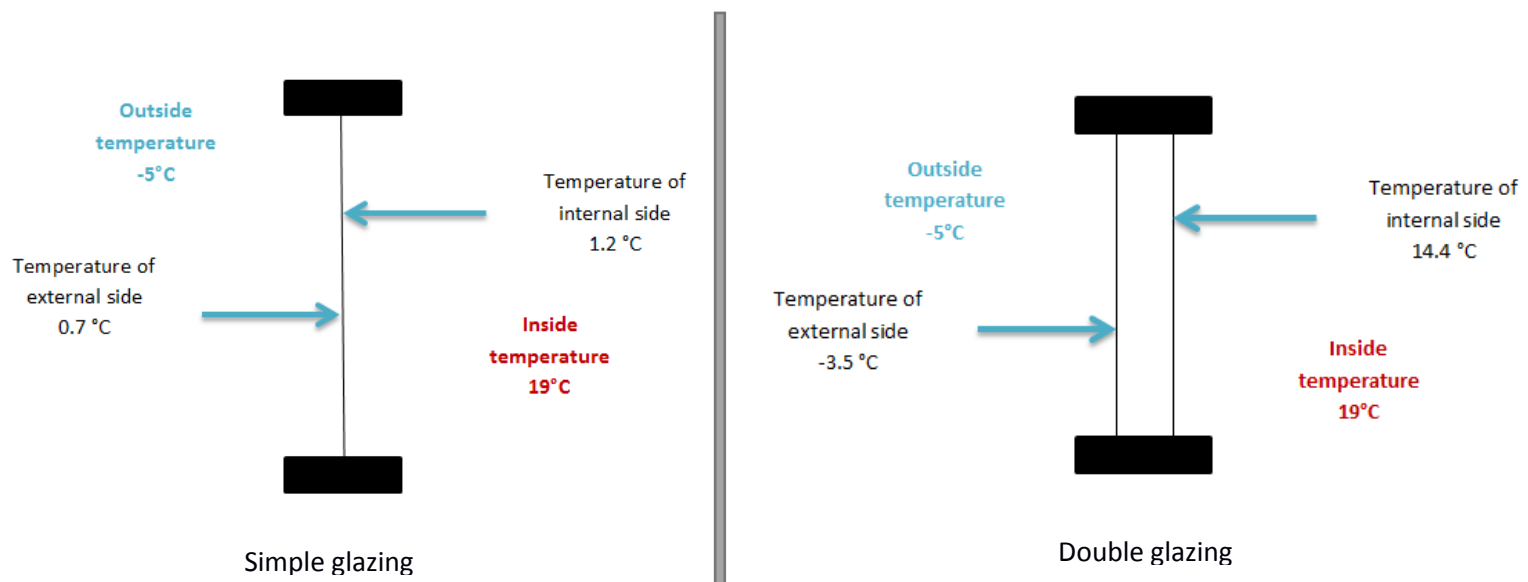 Outside
temperature
-5°C
Temperature of
internal side
1.2 °C
Temperature of
external side
0.7 °C
Inside
temperature
19°C
Simple glazing
Outside
temperature
-5°C
Temperature of
internal side
14.4 °C
Temperature of
external side
-3.5 °C
Inside
temperature
19°C
Double glazing